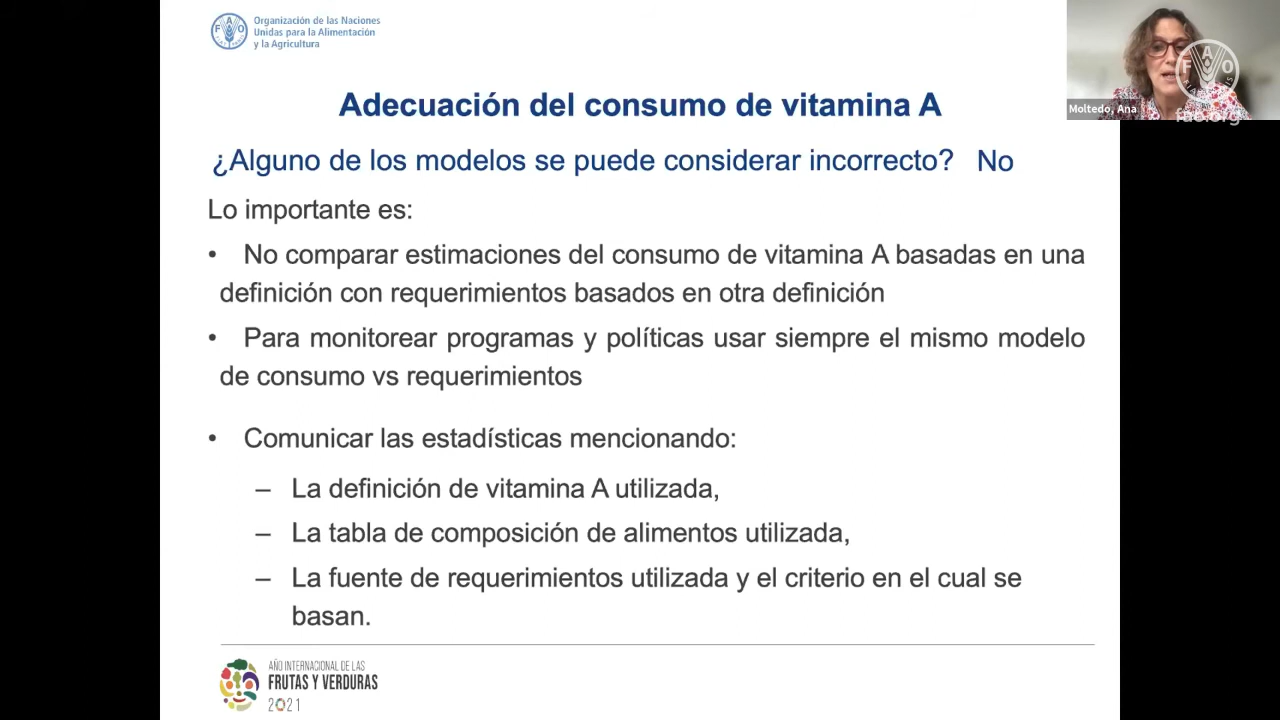 Organización de las Naciones
Unidas para la Alimentación
y la Agricultura
Moltedo, Ana
F A O
fao.org
Adecuación del consumo de vitamina A
¿Alguno de los modelos se puede considerar incorrecto? No
Lo importante es:
• No comparar estimaciones del consumo de vitamina A basadas en una
definición con requerimientos basados en otra definición
• Para monitorear programas y políticas usar siempre el mismo modelo
de consumo vs requerimientos
• Comunicar las estadísticas mencionando:
– La definición de vitamina A utilizada,
– La tabla de composición de alimentos utilizada,
– La fuente de requerimientos utilizada y el criterio en el cual se
basan.
AÑO INTERNACIONAL DE LAS
FRUTAS Y VERDURAS
2021